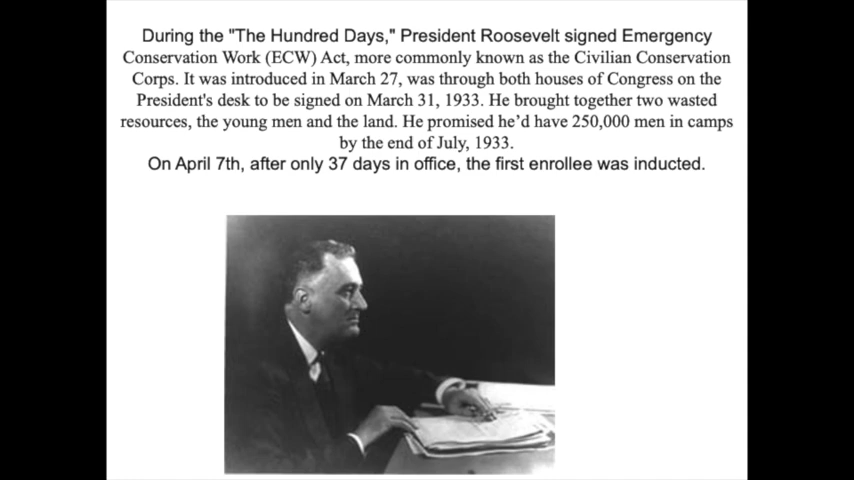 During the "The Hundred Days," President Roosevelt signed Emergency
Conservation Work (ECW) Act, more commonly known as the Civilian Conservation
Corps. It was introduced in March 27, was through both houses of Congress on the
President's desk to be signed on March 31, 1933. He brought together two wasted
resources, the young men and the land. He promised he’d have 250,000 men in camps
by the end of July, 1933.
On April 7th, after only 37 days in office, the first enrollee was inducted.